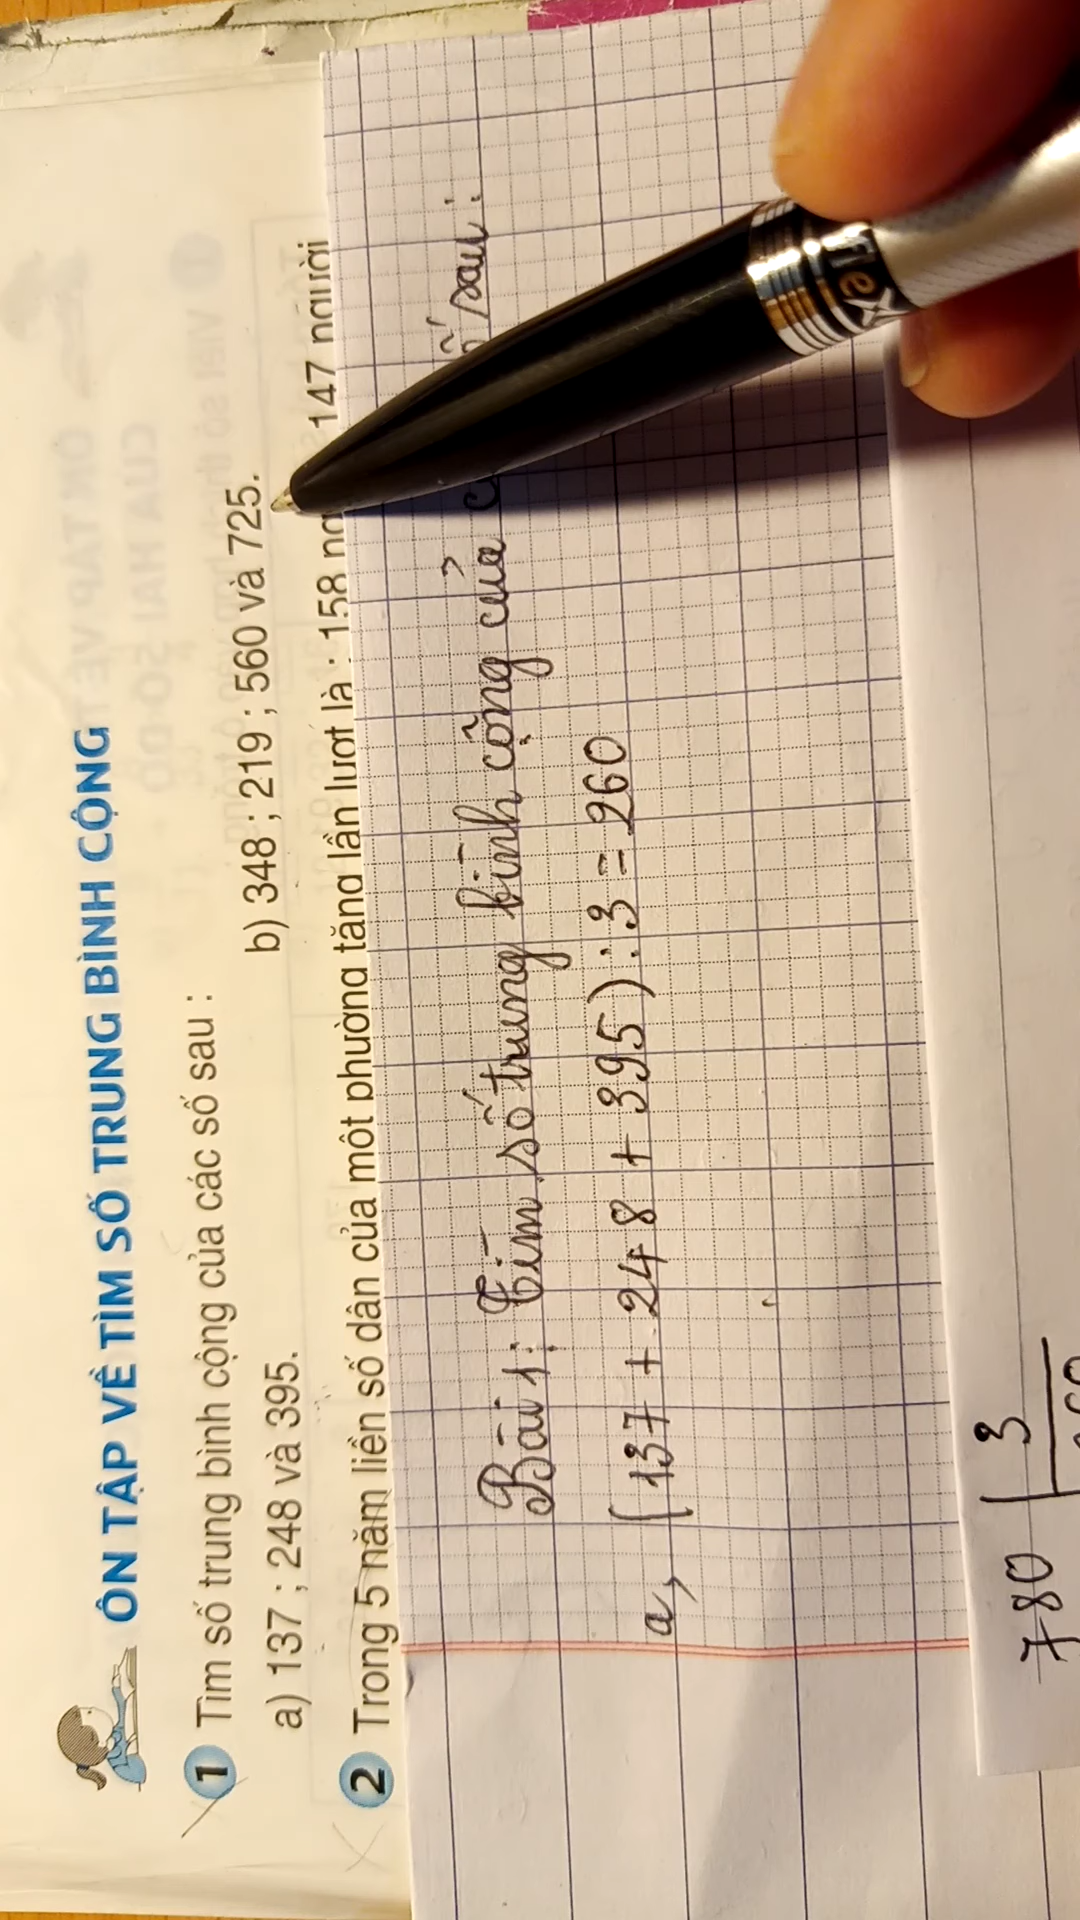 ÔN TẬP VỀ TÌM SỐ TRUNG BÌNH CỘNG
1 Tìm số trung bình cộng của các số sau :
a) 137 ; 248 và 395. b) 348 ; 219 ; 560 và 725.
2 Trong 5 năm liền số dân của một phường tăng lần lượt là : 158 147 người
Bài 1: Tìm số trung bình cộng của sau :
a, (137 + 248 + 395) : 3 = 260
780 3